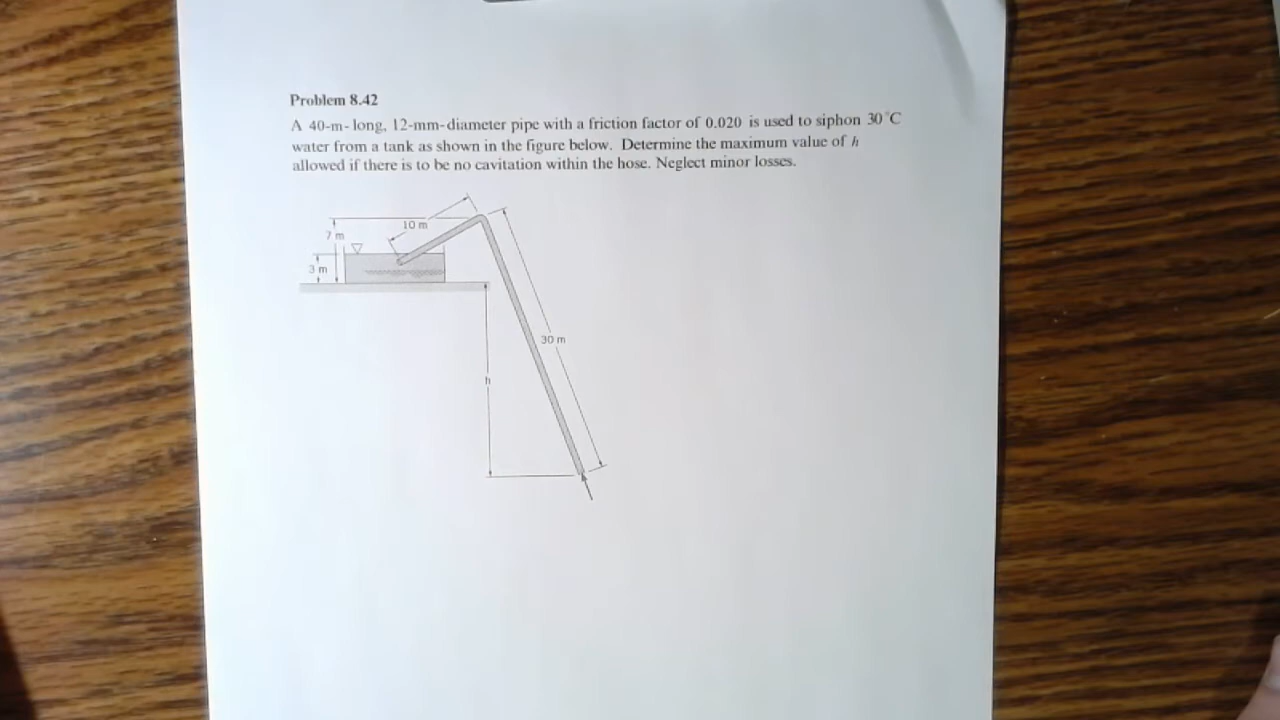 Problem 8.42
A 40-m-long, 12-mm-diameter pipe with a friction factor of 0.020 is used to siphon 30°C
water from a tank as shown in the figure below. Determine the maximum value of h
allowed if there is to be no cavitation within the hose. Neglect minor losses.
10 m
7 m
3 m
30 m
h